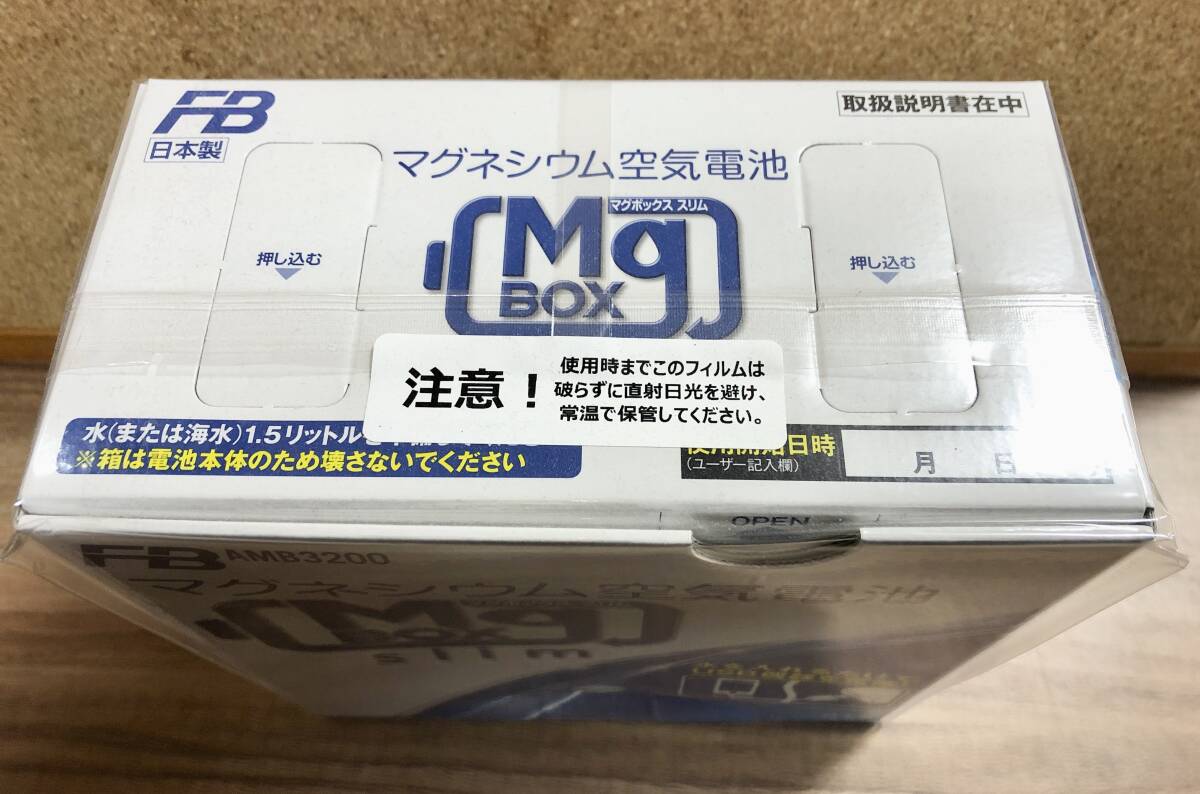 FB
日本製
取扱説明書在中
マグネシウム空気電池
マグボックス スリム
Mg
BOX
押し込む
押し込む
注意！
使用時までこのフィルムは
破らずに直射日光を避け、
常温で保管してください。
水(または海水)1.5リットル
※箱は電池本体のため壊さないでください
使用開始日時
(ユーザー記入欄)
月 日
OPEN
FB AMB3200
マグネシウム空気電池
Mg
BOX
slim